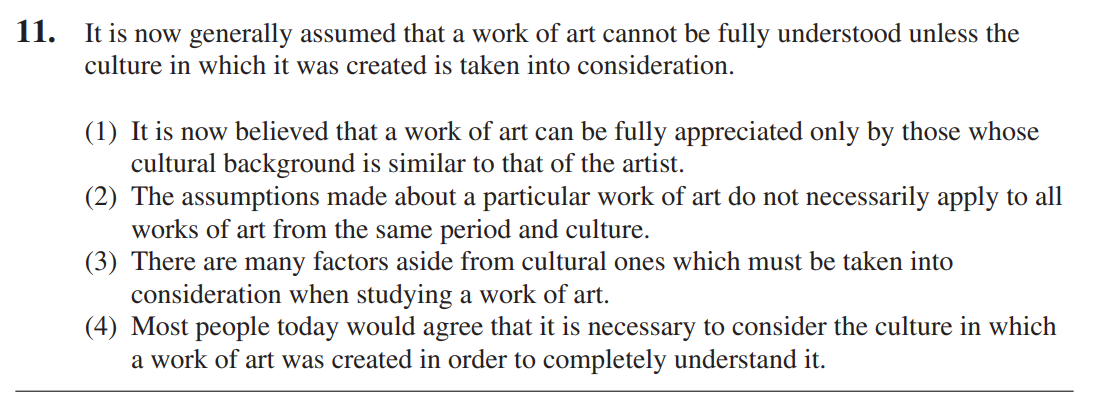 11. It is now generally assumed that a work of art cannot be fully understood unless the
culture in which it was created is taken into consideration.
(1) It is now believed that a work of art can be fully appreciated only by those whose
cultural background is similar to that of the artist.
(2) The assumptions made about a particular work of art do not necessarily apply to all
works of art from the same period and culture.
(3) There are many factors aside from cultural ones which must be taken into
consideration when studying a work of art.
(4) Most people today would agree that it is necessary to consider the culture in which
a work of art was created in order to completely understand it.